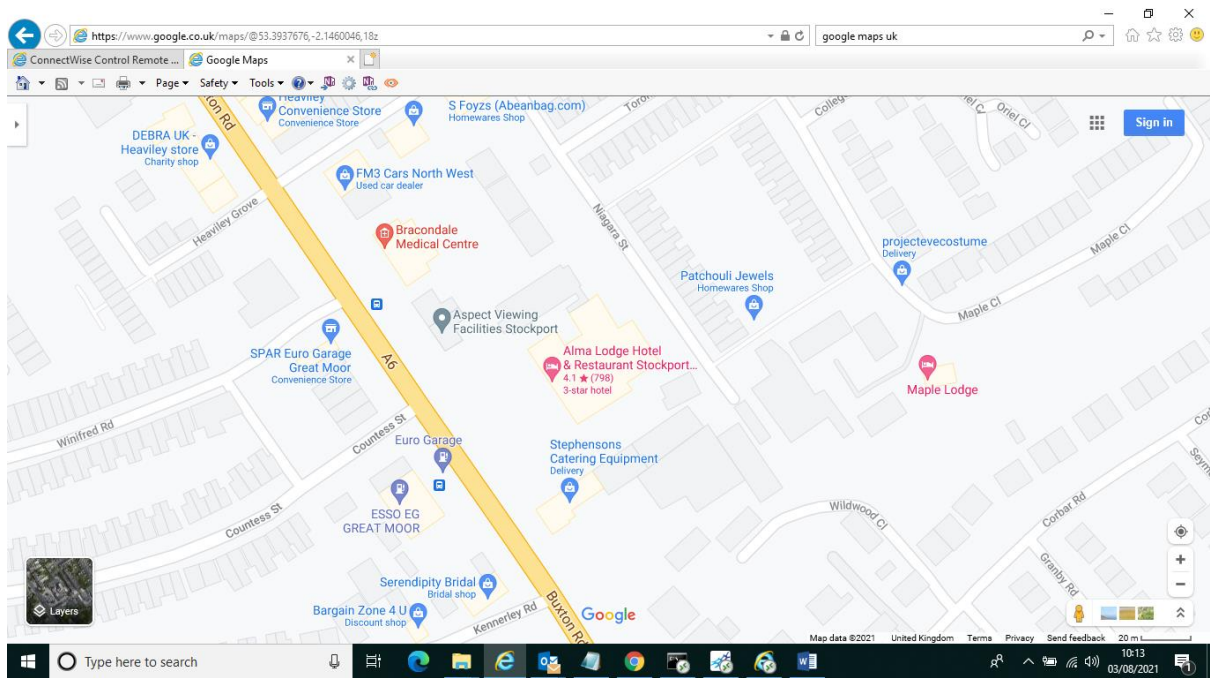 https://www.google.co.uk/maps/@53.3937676,-2.1460046,18z
google maps uk
ConnectWise Control Remote ...
Google Maps
Page
Safety
Tools
Heaviley
Convenience Store
Convenience Store
S Foyzs (Abeanbag.com)
Homewares Shop
Oriel Cl
Sign in
DEBRA UK -
Heaviley store
Charity shop
FM3 Cars North West
Used car dealer
Heaviley Grove
Bracondale
Medical Centre
Niagara St
projectevecostume
Delivery
Maple Cl
Patchouli Jewels
Homewares Shop
Maple Cl
Aspect Viewing
Facilities Stockport
SPAR Euro Garage
Great Moor
Convenience Store
A6
Alma Lodge Hotel
& Restaurant Stockport...
4.1 ★ (798)
3-star hotel
Maple Lodge
Winifred Rd
Countess St
Euro Garage
Stephensons
Catering Equipment
Delivery
ESSO EG
GREAT MOOR
Countess St
Wildwood Cl
Corbar Rd
Granby Rd
Serendipity Bridal
Bridal shop
Bargain Zone 4 U
Discount shop
Kennerley Rd
Buxton Rd
Layers
Google
Map data ©2021
United Kingdom
Terms
Privacy
Send feedback
20 m
Type here to search
10:13
03/08/2021